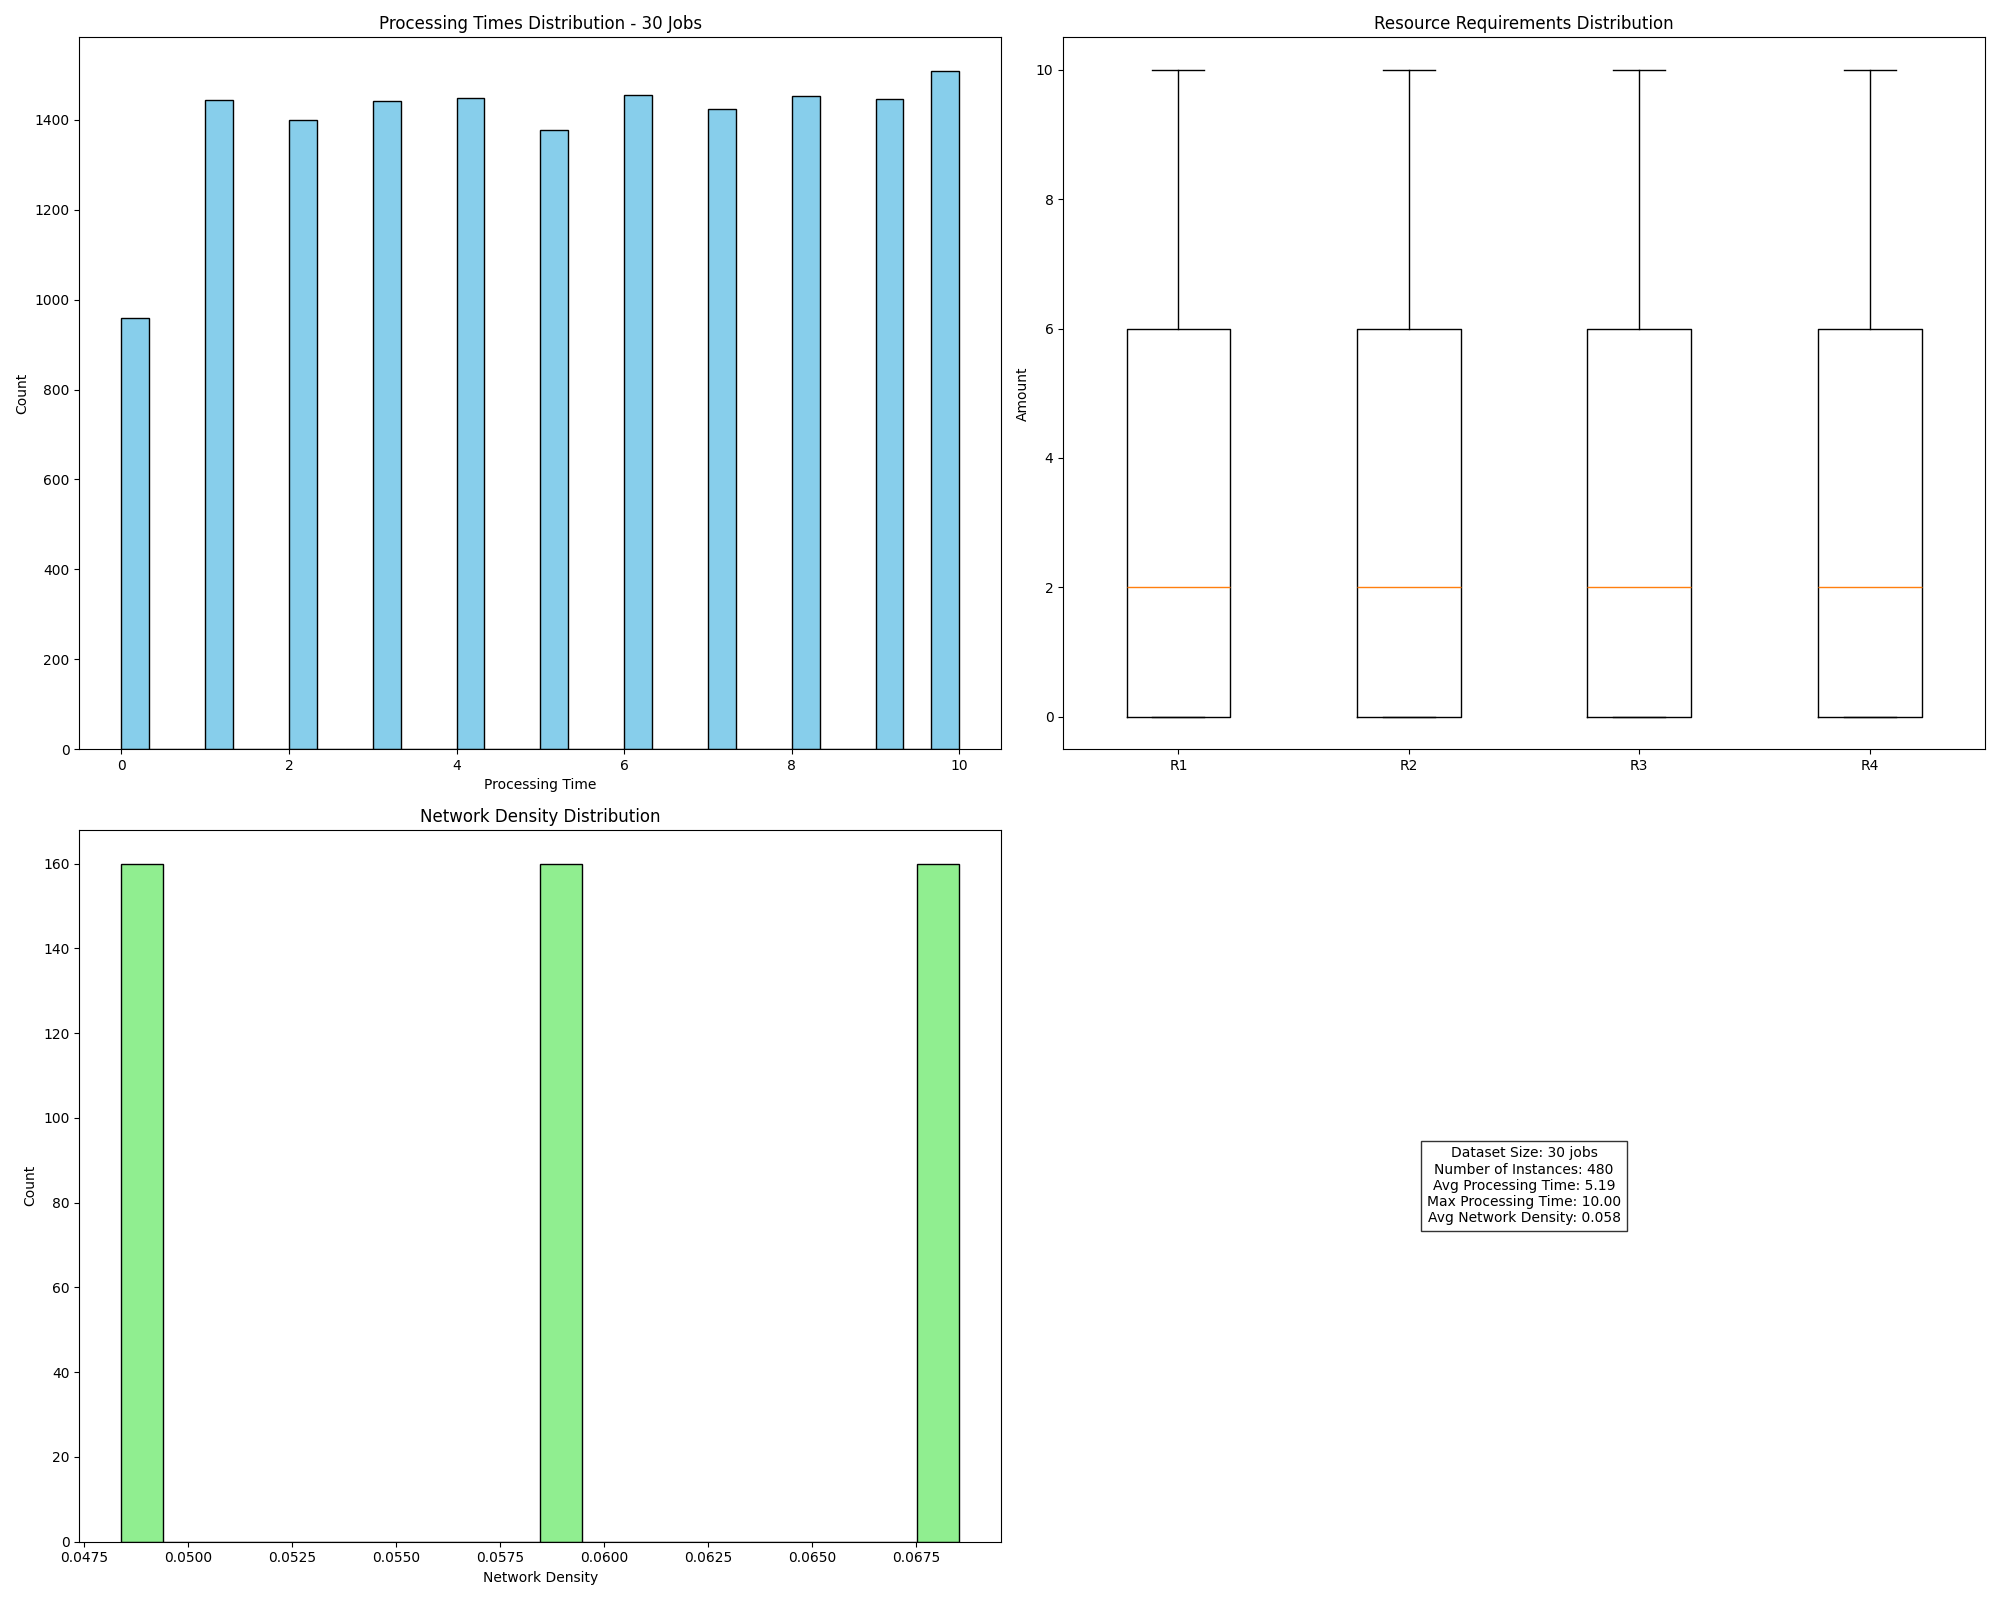 Processing Times Distribution - 30 Jobs
Count
1400
1200
1000
800
600
400
200
0
0 2 4 6 8 10
Processing Time
Resource Requirements Distribution
Amount
10
8
6
4
2
0
R1 R2 R3 R4
Network Density Distribution
Count
160
140
120
100
80
60
40
20
0
0.0475 0.0500 0.0525 0.0550 0.0575 0.0600 0.0625 0.0650 0.0675
Network Density
Dataset Size: 30 jobs
Number of Instances: 480
Avg Processing Time: 5.19
Max Processing Time: 10.00
Avg Network Density: 0.058